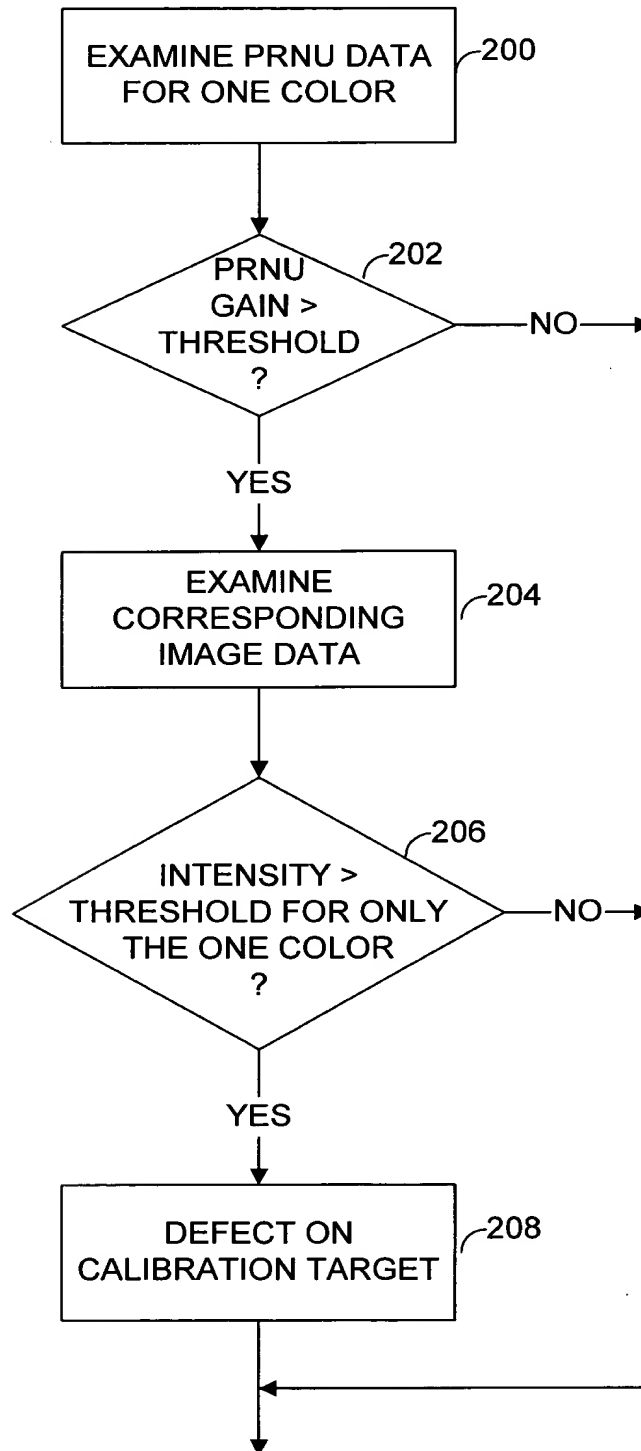 EXAMINE PRNU DATA
FOR ONE COLOR
200
PRNU
GAIN >
THRESHOLD
?
202
NO
YES
EXAMINE
CORRESPONDING
IMAGE DATA
204
INTENSITY >
THRESHOLD FOR ONLY
THE ONE COLOR
?
206
NO
YES
DEFECT ON
CALIBRATION TARGET
208